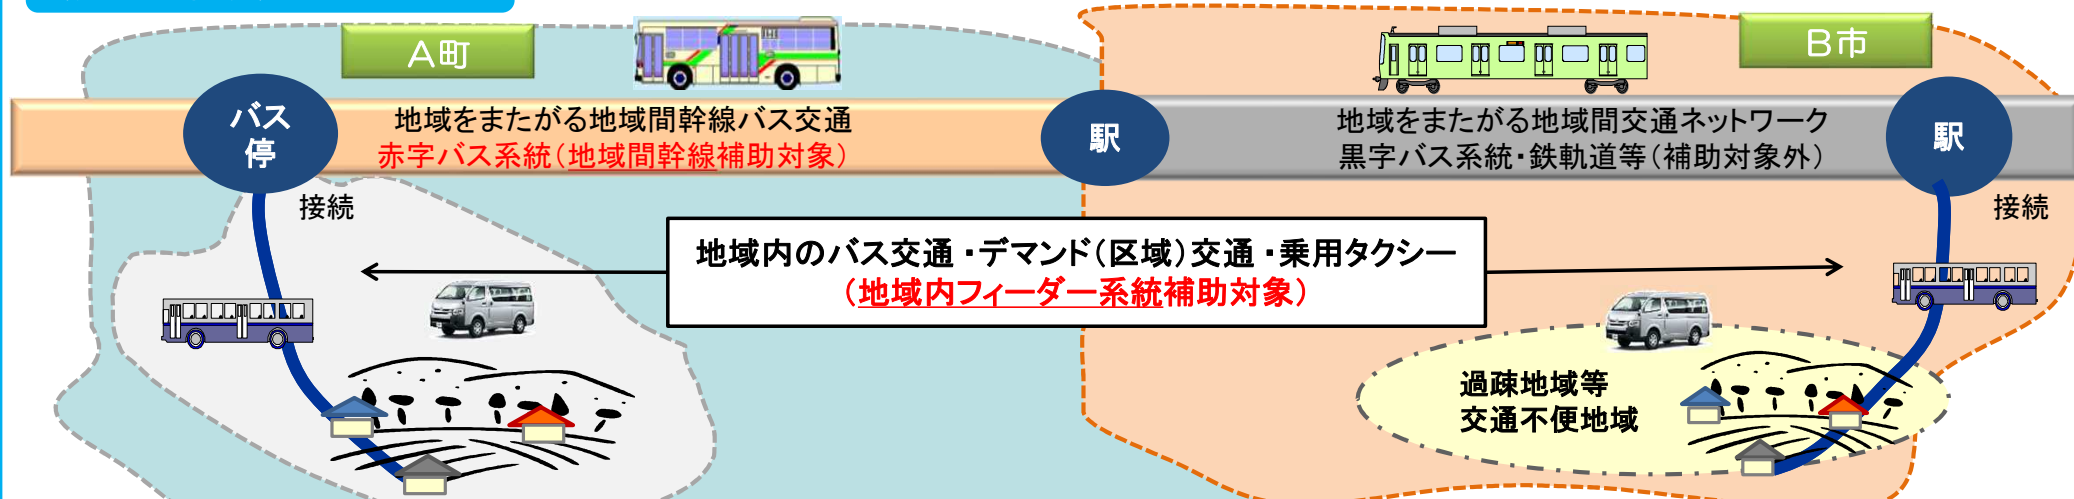 A町
B市
バス
停
地域をまたがる地域間幹線バス交通
赤字バス系統（地域間幹線補助対象）
駅
地域をまたがる地域間交通ネットワーク
黒字バス系統・鉄軌道等（補助対象外）
駅
接続
接続
地域内のバス交通・デマンド（区域）交通・乗用タクシー
（地域内フィーダー系統補助対象）
過疎地域等
交通不便地域